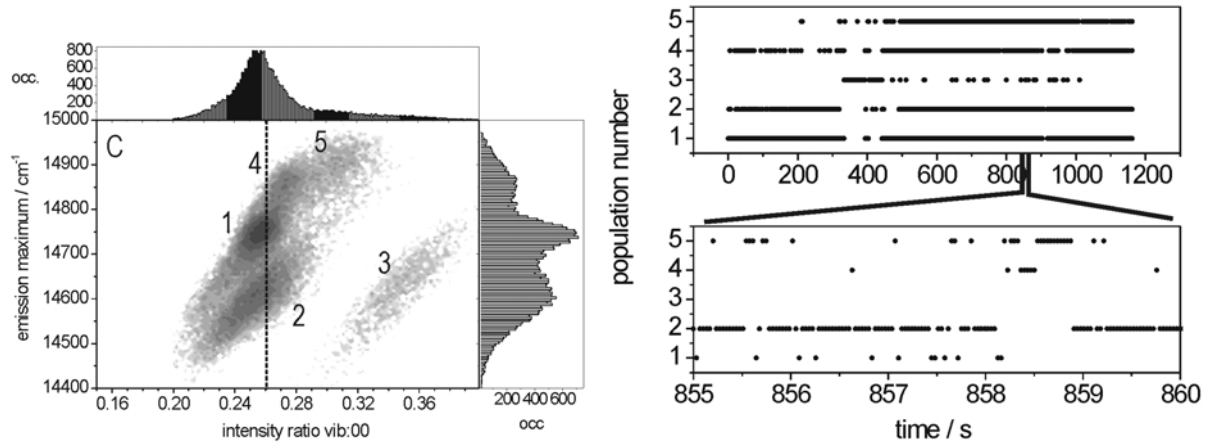 occ.
800
600
400
200
15000
14900
14800
14700
14600
14500
14400
emission maximum / cm⁻¹
C
4
5
1
3
2
0.16 0.20 0.24 0.28 0.32 0.36
intensity ratio vib:00
200 400 600
occ
population number
5
4
3
2
1
0 200 400 600 800 1000 1200
5
4
3
2
1
855 856 857 858 859 860
time / s